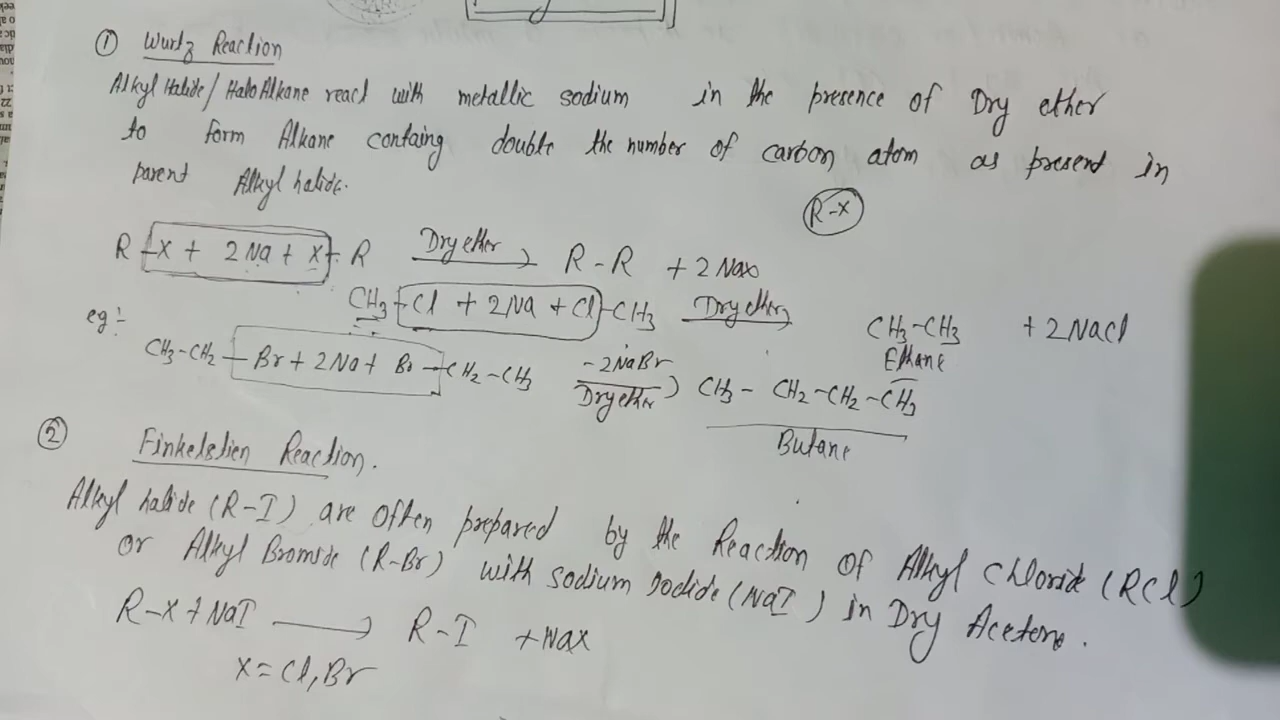 ① Wurtz Reaction
Alkyl Halide/ Halo Alkane react with metallic sodium in the presence of Dry ether
to form Alkane containg double the number of carbon atom as present in
parent Alkyl halide.
R-X
R-X + 2Na + X-R Dry ether → R-R + 2Nax
eg:- CH3-Cl + 2NA + Cl-CH3 Dry ether → CH3-CH3 + 2NaCl
Ethane
CH3-CH2-Br + 2Na + Br-CH2-CH3 -2NaBr Dry ether → CH3-CH2-CH2-CH3
Butane
② Finkelstien Reaction.
Alkyl halide (R-I) are often prepared by the Reaction of Alkyl Chloride (RCl)
or Alkyl Bromide (R-Br) with sodium Iodide (NaI) in Dry Acetone.
R-X+NaI → R-I + Nax
X = Cl, Br